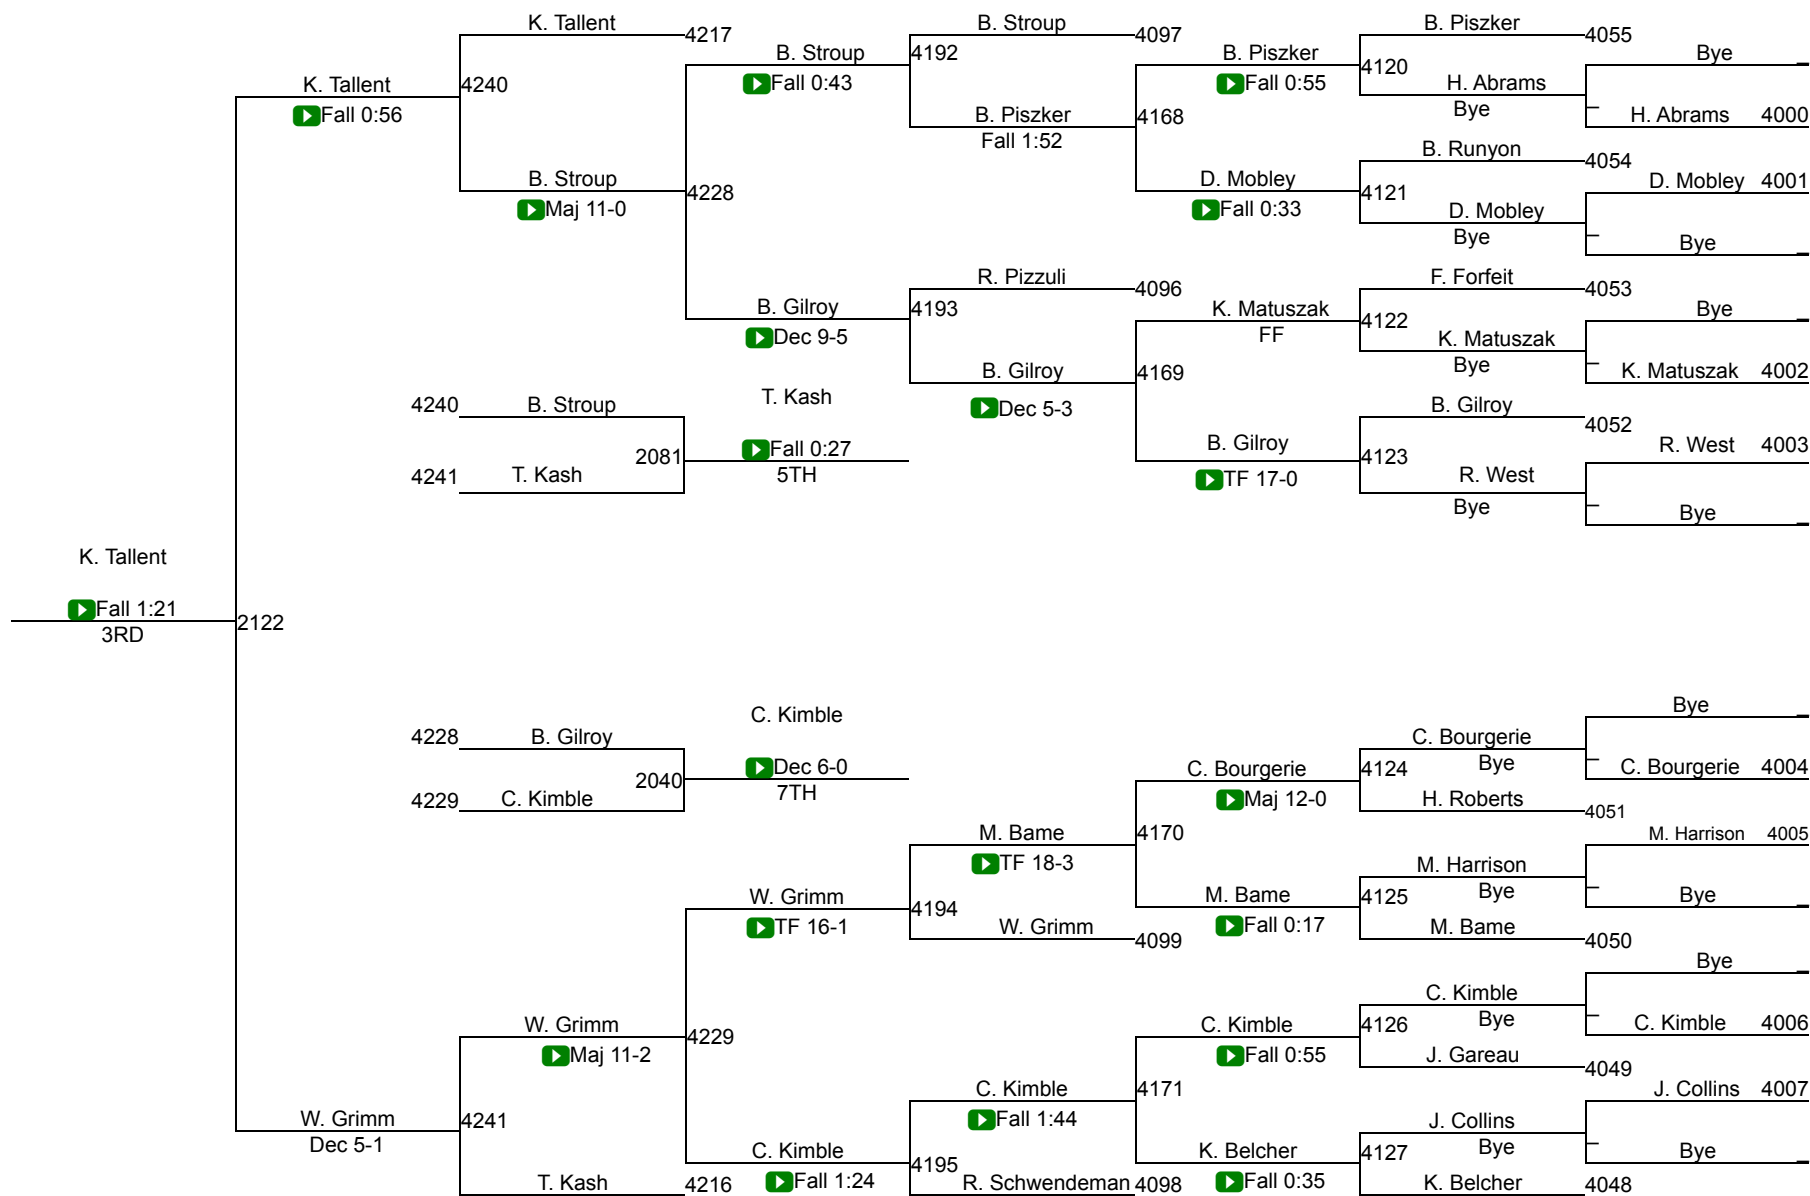 K. Tallent
4217
B. Stroup
4097
B. Piszker
4055
B. Stroup
4192
B. Piszker
Bye
K. Tallent
4240
Fall 0:43
Fall 0:55
4120
H. Abrams
Fall 0:56
B. Piszker
4168
Bye
H. Abrams 4000
Fall 1:52
B. Runyon
4054
B. Stroup
4228
D. Mobley
4121
D. Mobley 4001
Maj 11-0
Fall 0:33
D. Mobley
Bye
Bye
R. Pizzuli
4096
F. Forfeit
4053
B. Gilroy
4193
K. Matuszak
4122
Bye
Dec 9-5
FF
K. Matuszak
B. Gilroy
4169
Bye
K. Matuszak 4002
T. Kash
4240
B. Stroup
Dec 5-3
B. Gilroy
4052
2081
Fall 0:27
B. Gilroy
4123
R. West 4003
4241
T. Kash
5TH
TF 17-0
R. West
Bye
Bye
K. Tallent
Fall 1:21
2122
3RD
C. Kimble
Bye
4228
B. Gilroy
C. Bourgerie
2040
Dec 6-0
C. Bourgerie
4124
Bye
C. Bourgerie 4004
4229
C. Kimble
7TH
Maj 12-0
H. Roberts
4051
M. Bame
4170
M. Harrison 4005
TF 18-3
M. Harrison
W. Grimm
4194
M. Bame
4125
Bye
Bye
TF 16-1
W. Grimm
4099
Fall 0:17
M. Bame
4050
Bye
C. Kimble
W. Grimm
4229
C. Kimble
4126
Bye
C. Kimble 4006
Maj 11-2
Fall 0:55
J. Gareau
4049
C. Kimble
4171
J. Collins 4007
W. Grimm
4241
Fall 1:44
J. Collins
Dec 5-1
C. Kimble
4195
K. Belcher
4127
Bye
Bye
T. Kash
4216
Fall 1:24
R. Schwendeman
4098
Fall 0:35
K. Belcher
4048